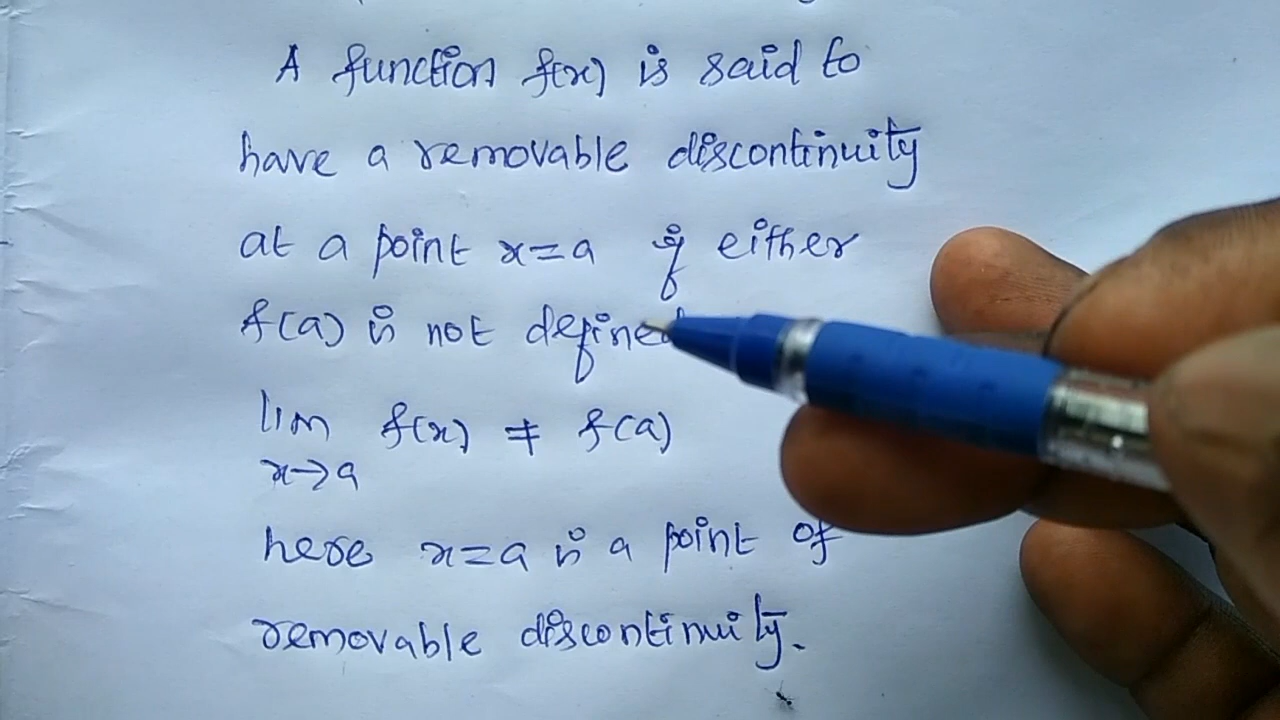 A function f(x) is said to
have a removable discontinuity
at a point x=a if either
f(a) is not defined
lim f(x) ≠ f(a)
x→a
here x=a is a point of
removable discontinuity.